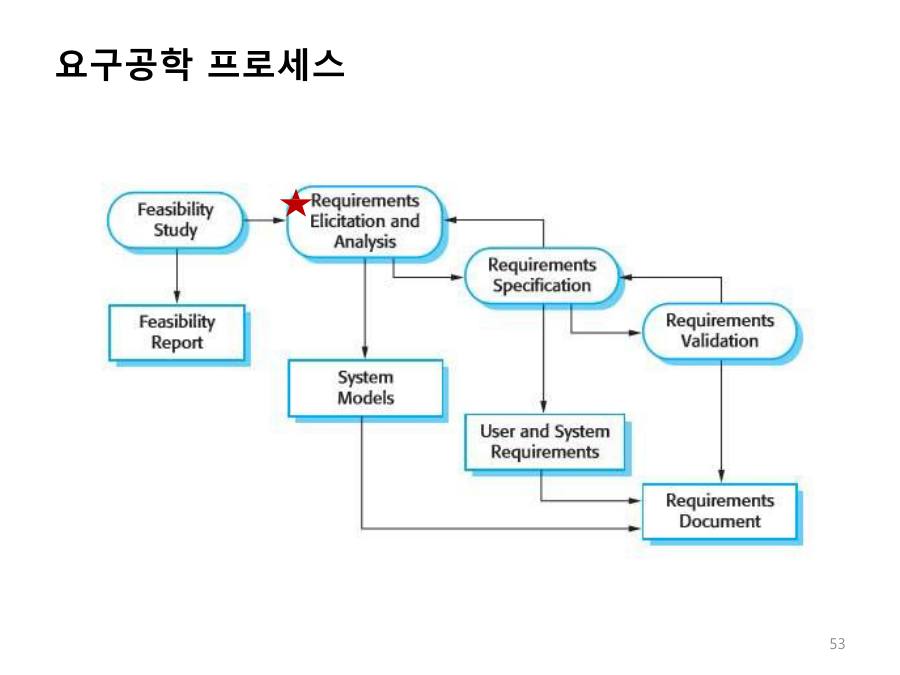 요구공학 프로세스
Feasibility
Study
Requirements
Elicitation and
Analysis
Requirements
Specification
Requirements
Validation
Feasibility
Report
System
Models
User and System
Requirements
Requirements
Document
53